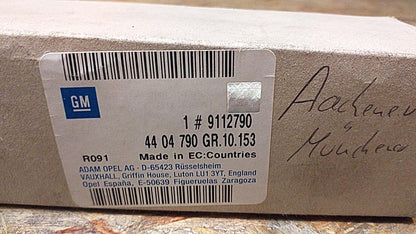 GM
1 # 9112790
44 04 790 GR.10.153
R091 Made in EC:Countries
ADAM OPEL AG - D-65423 Rüsselsheim
VAUXHALL, Griffin House, Luton LU1 3YT, England
Opel España, E-50639 Figueruelas Zaragoza
Aachener